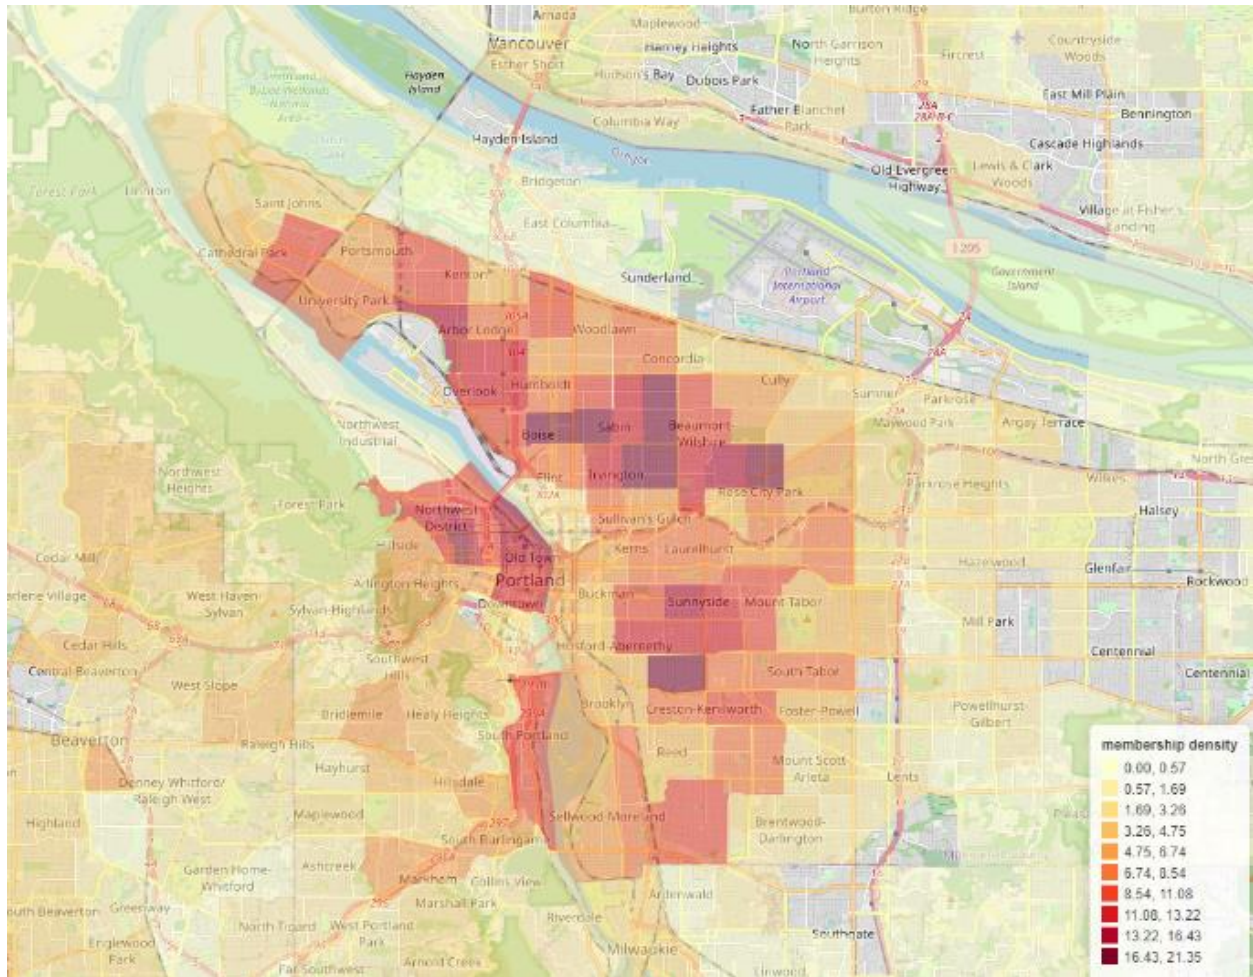 Arnada
Maplewood
Burton Ridge
Vancouver
Harney Heights
North Garrison
Heights
Countryside
Woods
Esther Short
Fircrest
Hayden
Island
Hudson's Bay
Dubois Park
East Mill Plain
Father Blanchet
Park
Bennington
Columbia Way
Hayden Island
Cascade Highlands
Old Evergreen
Highway
Lewis & Clark
Woods
Bridgeton
Forest Park
Linnton
Village at Fisher's
Landing
Saint Johns
East Columbia
I 205
Cathedral Park
Portsmouth
Kenton
Sunderland
Portland
International
Airport
Government
Island
University Park
Arbor Lodge
Woodlawn
Concordia
Cully
Overlook
Humboldt
Sumner
Parkrose
Northwest
Industrial
Boise
Sabin
Beaumont-
Wilshire
Maywood Park
Argay Terrace
Northwest
Heights
Eliot
Irvington
Rose City Park
Parkrose Heights
Wilkes
Forest Park
Northwest
District
Sullivan's Gulch
Halsey
Cedar Mill
Hillside
Old Town
Kerns
Laurelhurst
Hazelwood
Glenfair
Rockwood
Arlington Heights
Portland
Buckman
West Haven-
Sylvan
Sylvan-Highlands
Downtown
Sunnyside
Mount Tabor
Mill Park
Cedar Hills
Hosford-Abernethy
Centennial
Central Beaverton
Southwest
Hills
South Tabor
Centennial
West Slope
Brooklyn
Bridlemile
Healy Heights
Creston-Kenilworth
Foster-Powell
Powellhurst-
Gilbert
Beaverton
Raleigh Hills
South Portland
Reed
Mount Scott-
Arleta
Lents
Hayhurst
Denney Whitford/
Raleigh West
Hillsdale
Maplewood
Sellwood-Moreland
Highland
South Burlingame
Brentwood-
Darlington
Garden Home-
Whitford
Ashcreek
Markham
Collins View
Ardenwald
Marshall Park
South Beaverton
Greenway
North Tigard
West Portland
Park
Riverdale
Southgate
Englewood
Park
Far Southwest
Arnold Creek
Milwaukie
Linwood
membership density
0.00, 0.57
0.57, 1.69
1.69, 3.26
3.26, 4.75
4.75, 6.74
6.74, 8.54
8.54, 11.08
11.08, 13.22
13.22, 16.43
16.43, 21.35